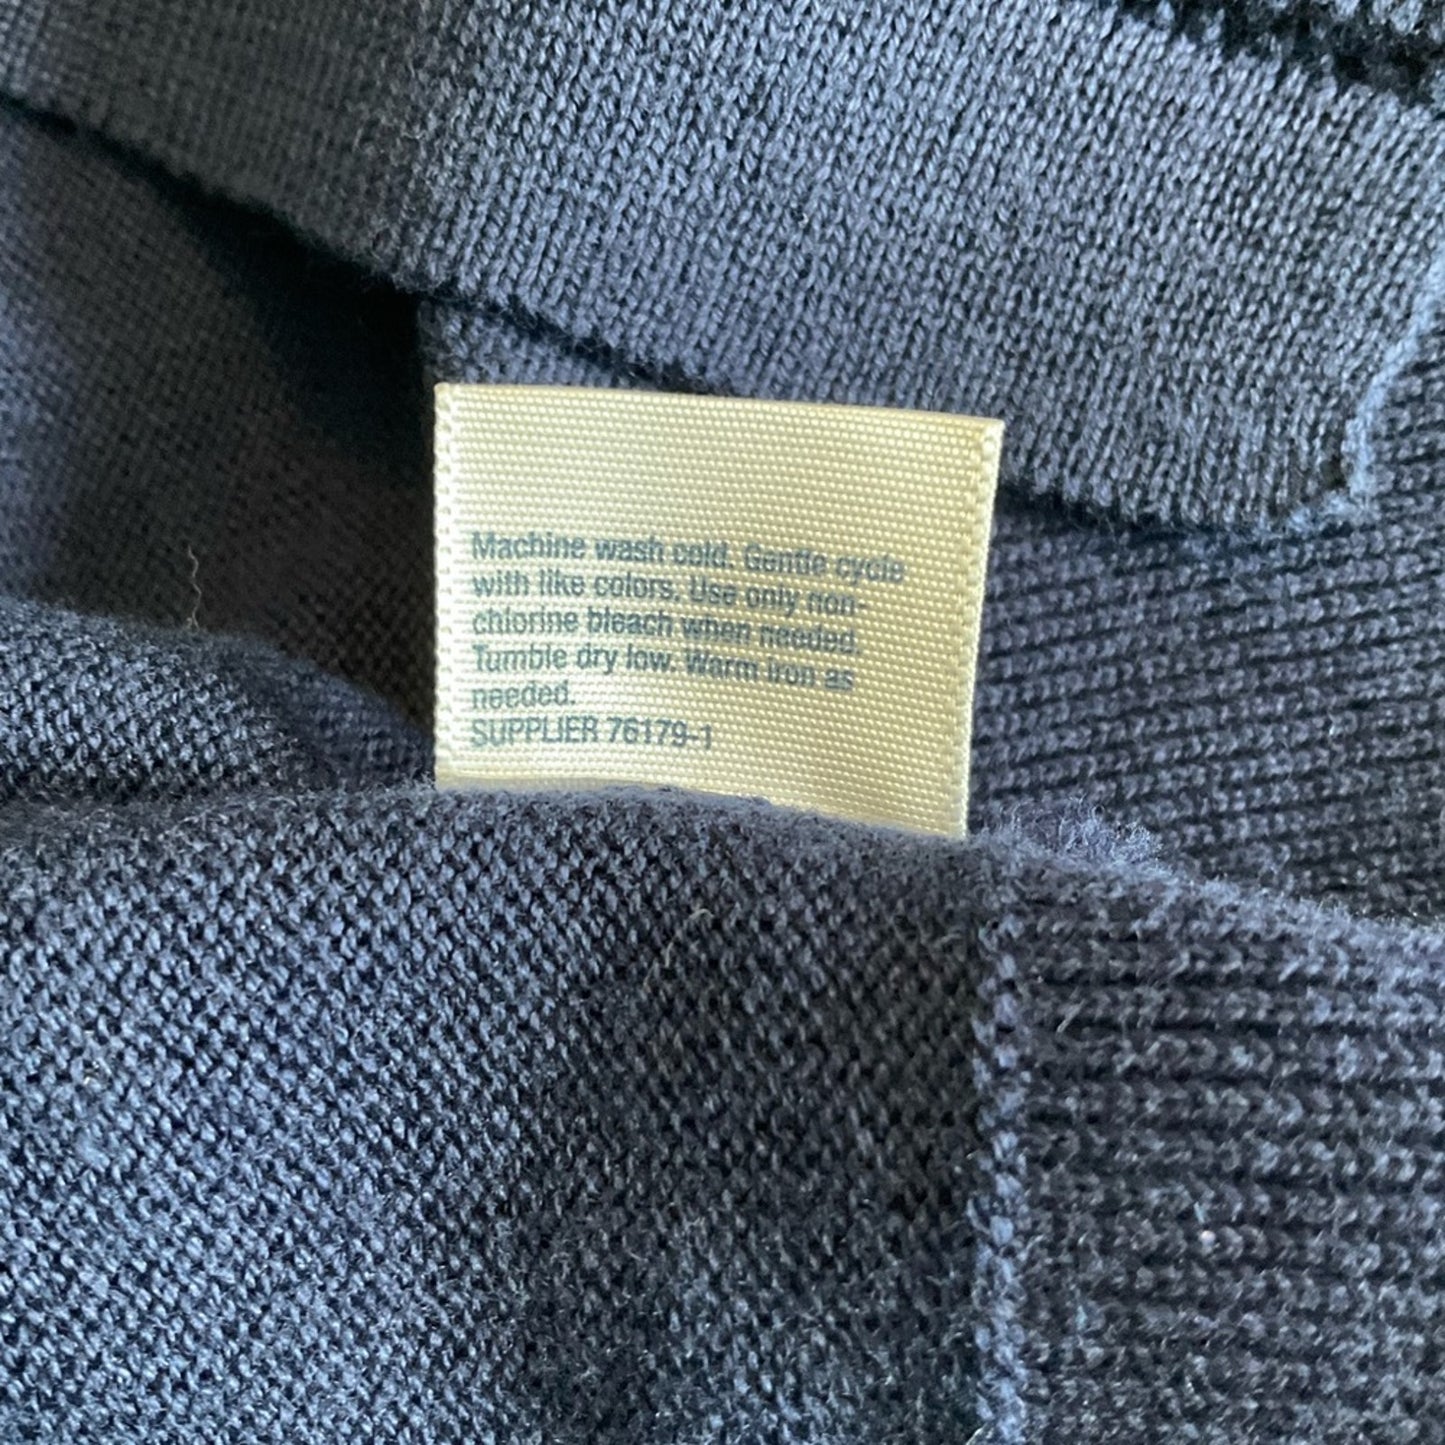 Machine wash cold. Gentle cycle
with like colors. Use only non-
chlorine bleach when needed.
Tumble dry low. Warm iron as
needed.
SUPPLIER 76179-1